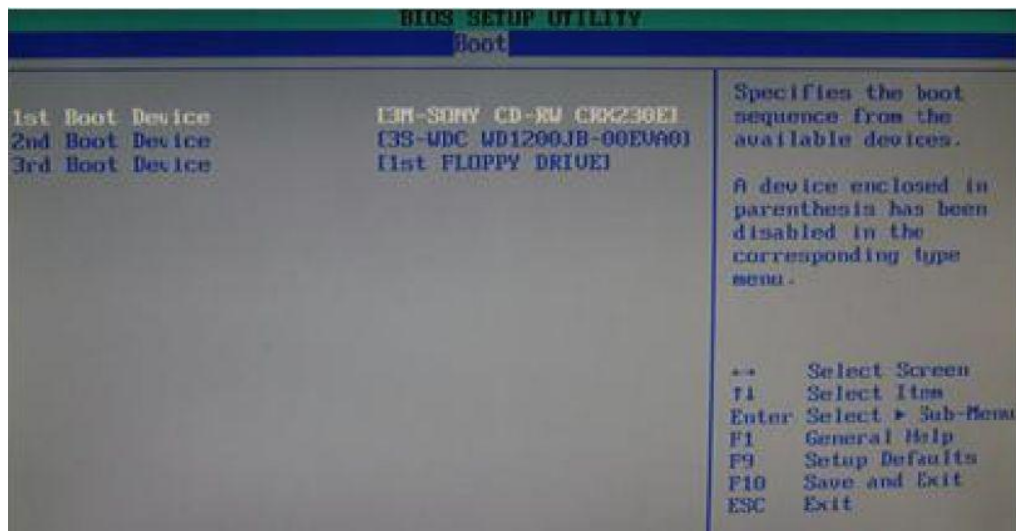 BIOS SETUP UTILITY
Boot
1st Boot Device [3M-SONY CD-RW CRX230E]
2nd Boot Device [3S-WDC WD1200JB-00EVA0]
3rd Boot Device [1st FLOPPY DRIVE]
Specifies the boot
sequence from the
available devices.
A device enclosed in
parenthesis has been
disabled in the
corresponding type
menu.
←→ Select Screen
↑↓ Select Item
Enter Select ► Sub-Menu
F1 General Help
F9 Setup Defaults
F10 Save and Exit
ESC Exit